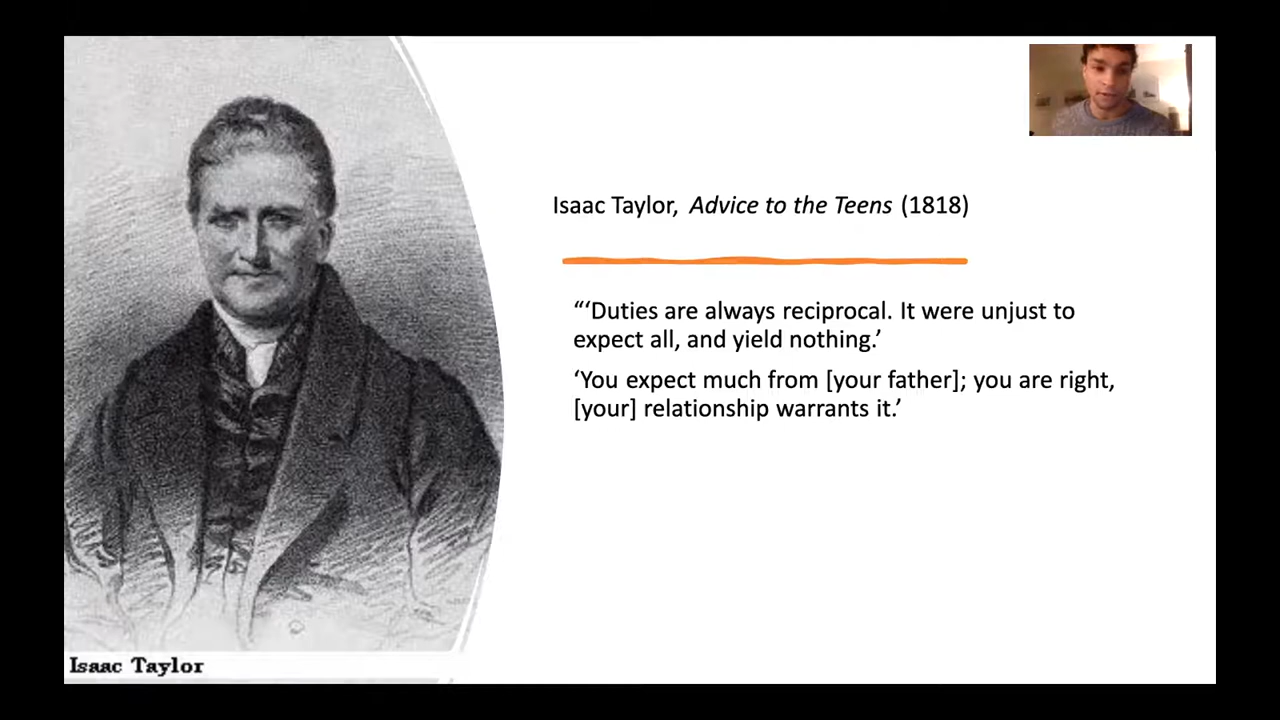 Isaac Taylor, Advice to the Teens (1818)
“‘Duties are always reciprocal. It were unjust to
expect all, and yield nothing.’
‘You expect much from [your father]; you are right,
[your] relationship warrants it.’
Isaac Taylor